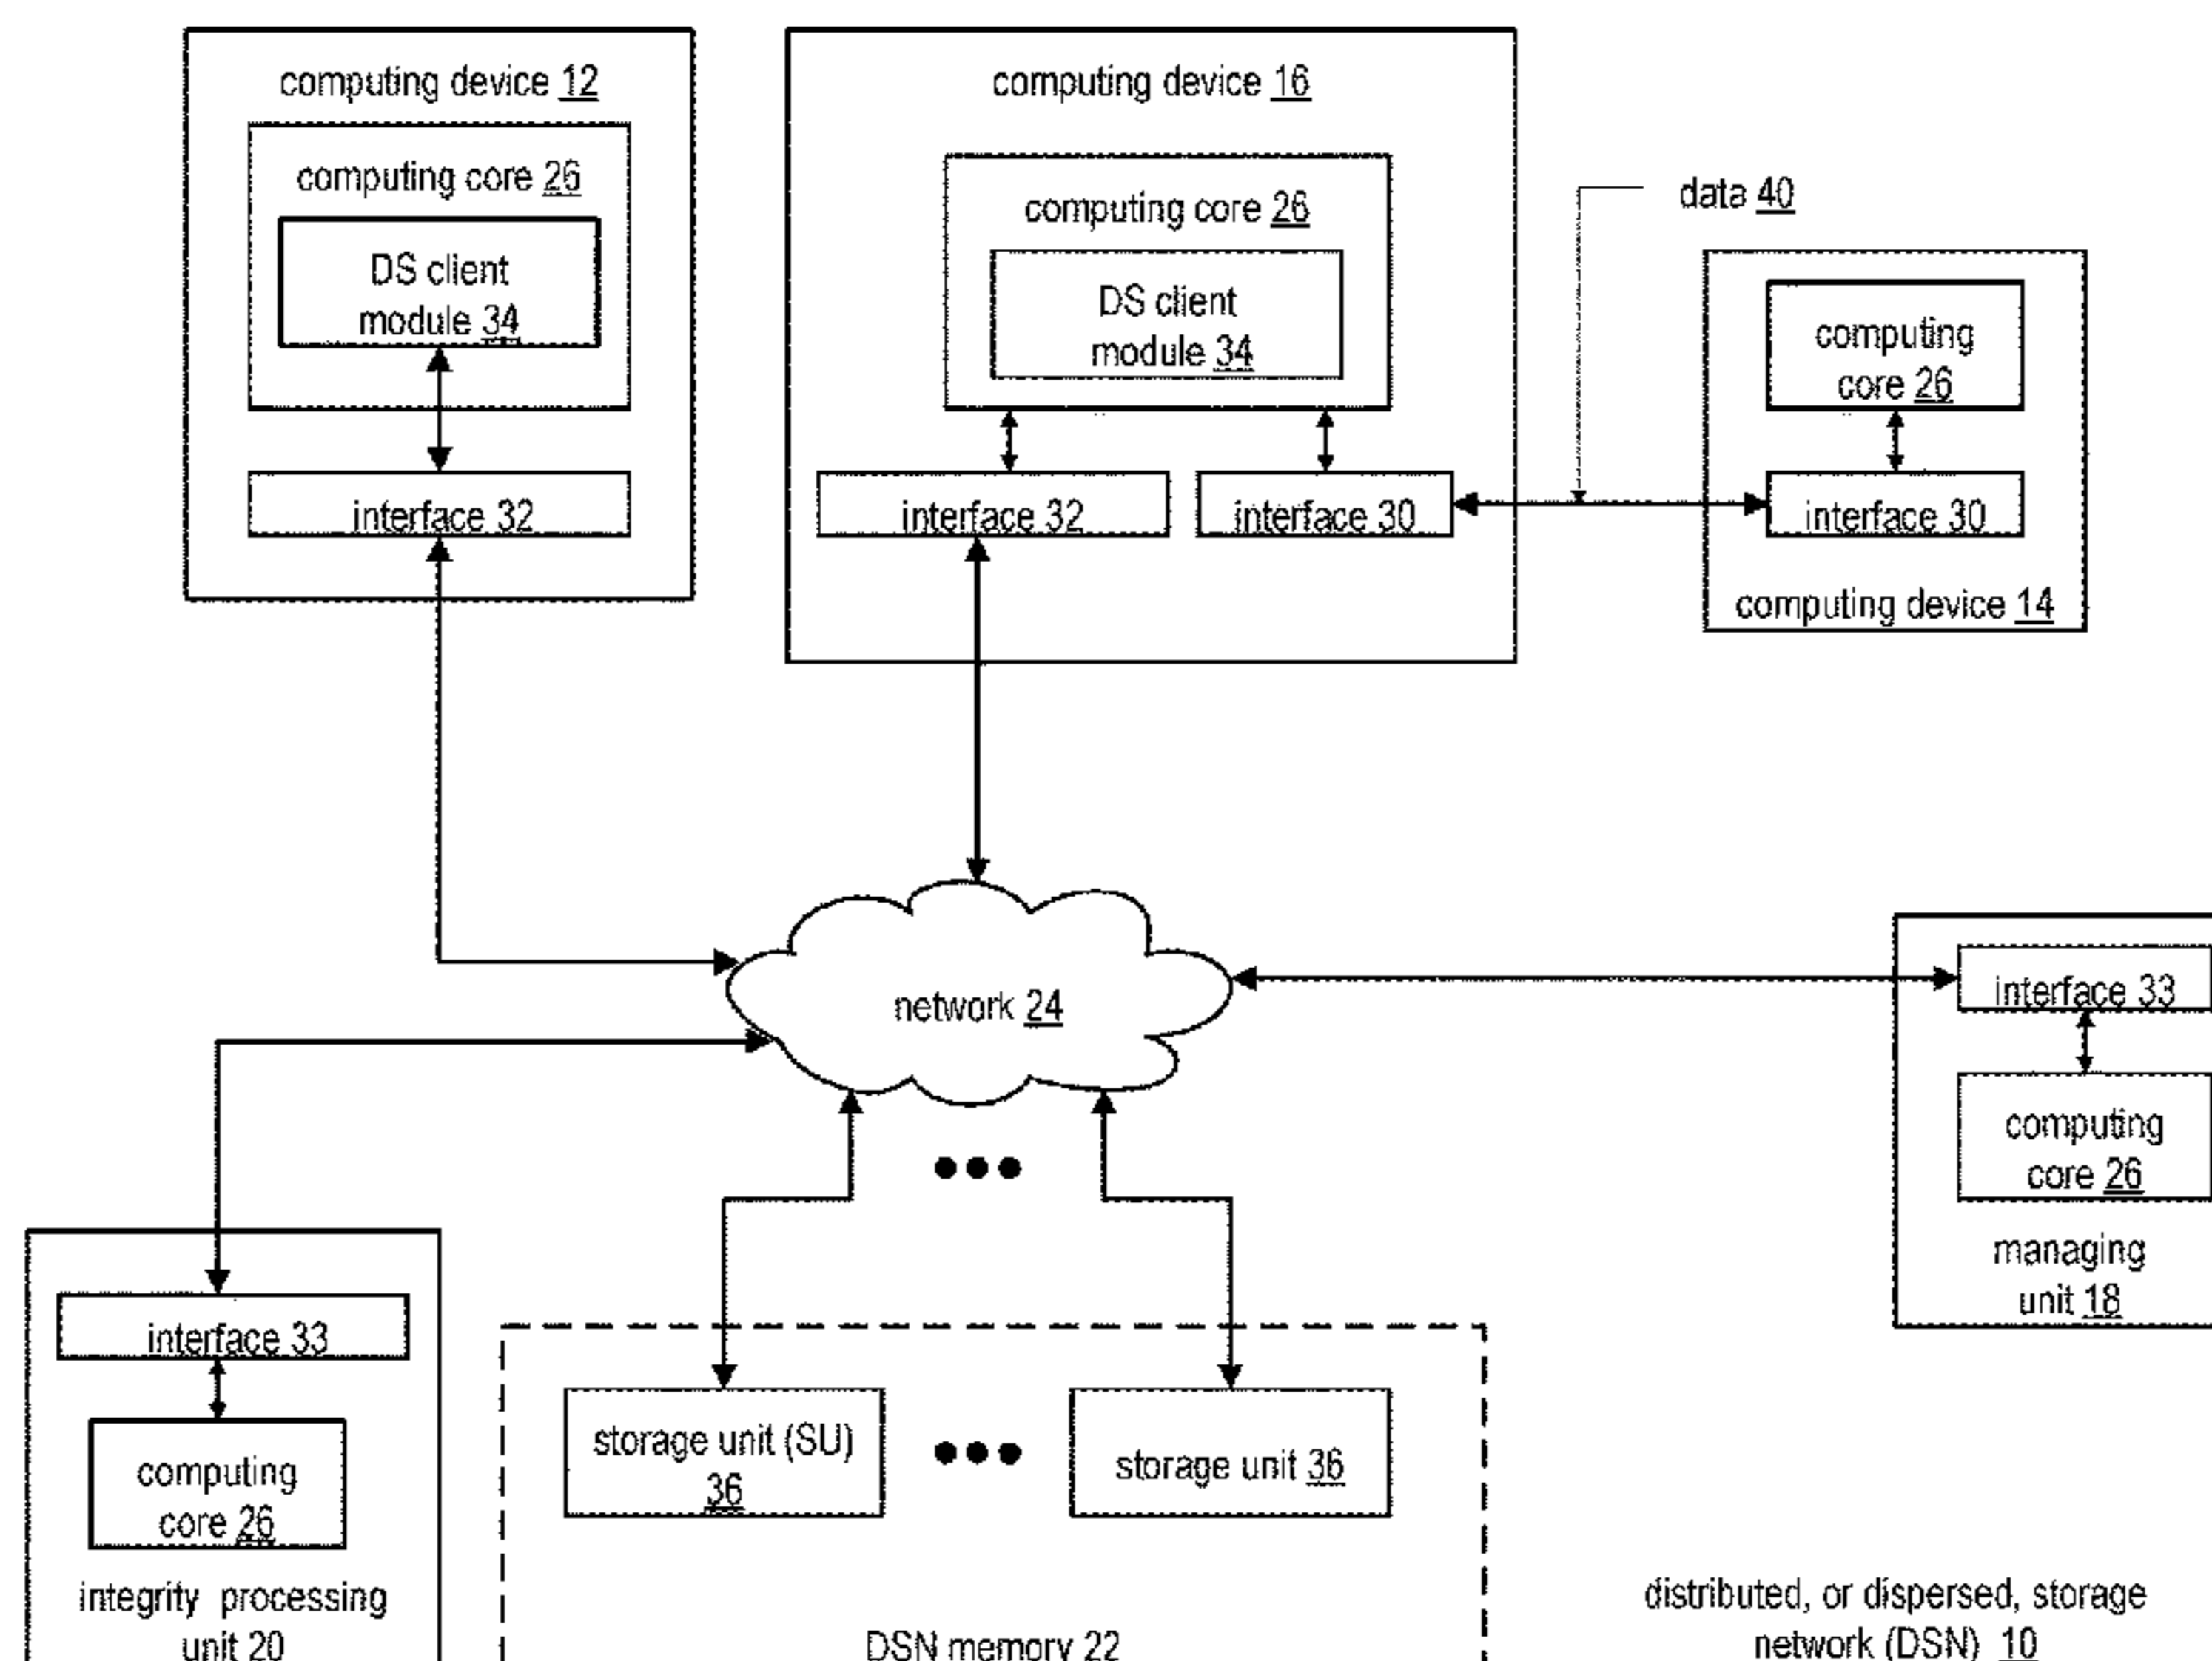 computing device 12
computing core 26
DS client
module 34
interface 32
computing device 16
computing core 26
DS client
module 34
interface 32
interface 30
data 40
computing
core 26
interface 30
computing device 14
network 24
interface 33
computing
core 26
managing
unit 18
interface 33
computing
core 26
integrity processing
unit 20
storage unit (SU)
36
storage unit 36
DSN memory 22
distributed, or dispersed, storage
network (DSN) 10